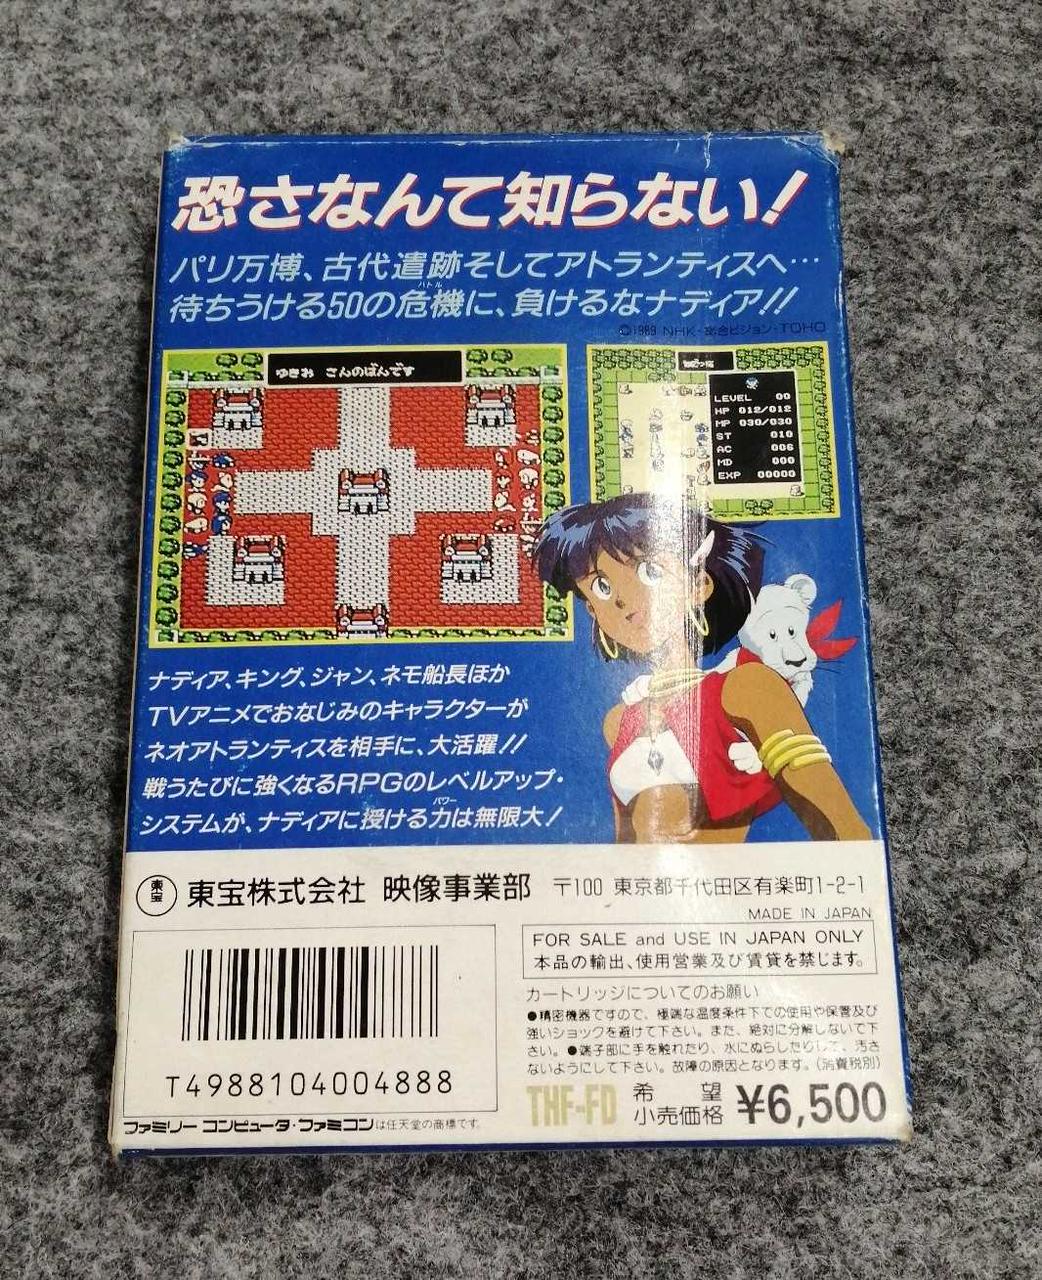 恐さなんて知らない!
パリ万博、古代遺跡そしてアトランティスへ…
待ちうける50の危機に、負けるなナディア!!
バトル
©1989 NHK・総合ビジョン・TOHO
ゆきお さんのばんです
LEVEL 00
HP 012/012
MP 030/030
ST 010
AC 006
MD 000
EXP 00000
ナディア、キング、ジャン、ネモ船長ほか
TVアニメでおなじみのキャラクターが
ネオアトランティスを相手に、大活躍!!
戦うたびに強くなるRPGのレベルアップ・
システムが、ナディアに授ける力は無限大!
パワー
東宝
東宝株式会社 映像事業部 〒100 東京都千代田区有楽町1-2-1
MADE IN JAPAN
FOR SALE and USE IN JAPAN ONLY
本品の輸出、使用営業及び賃貸を禁じます。
カートリッジについてのお願い
●精密機器ですので、極端な温度条件下での使用や保管及び
強いショックを避けて下さい。また、絶対に分解しないで下
さい。●端子部に手を触れたり、水にぬらしたりして、汚さ
ないようにして下さい。故障の原因となります。(消費税別)
THF-FD 希望小売価格 ¥6,500
T4988104004888
ファミリーコンピュータ・ファミコンは任天堂の商標です。